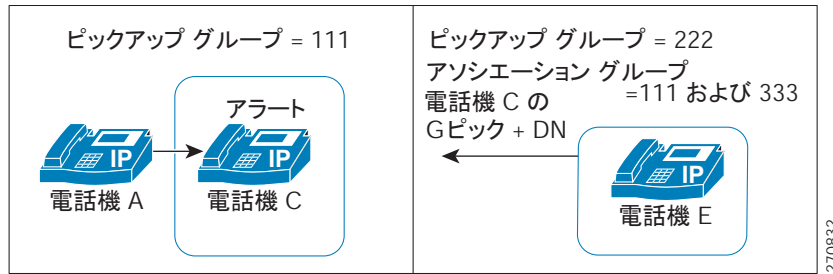 ピックアップ グループ = 111
アラート
IP
IP
電話機 A
電話機 C
ピックアップ グループ = 222
アソシエーション グループ
=111 および 333
電話機 C の
Gピック + DN
IP
電話機 E
270832